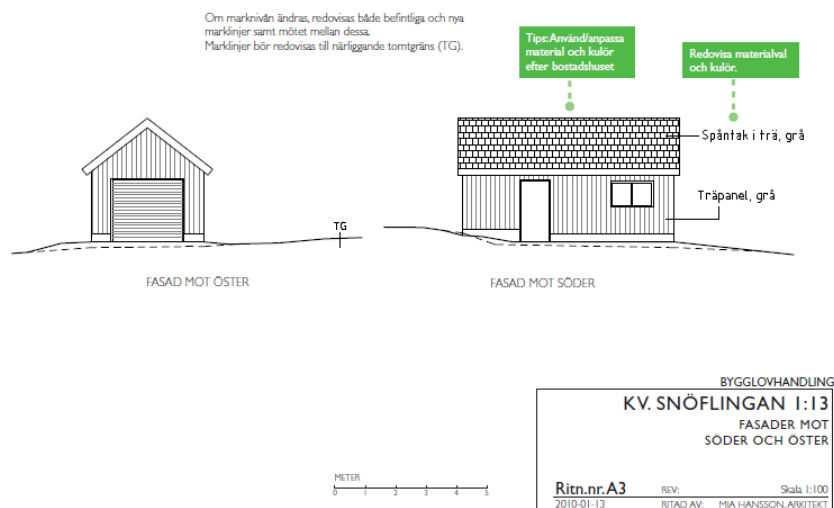 Om marknivån ändras, redovisas både befintliga och nya
marklinjer samt mötet mellan dessa.
Marklinjer bör redovisas till närliggande tomtgräns (TG).
Tips: Använd/anpassa
material och kulör
efter bostadshuset
Redovisa materialval
och kulör.
Spåntak i trä, grå
Träpanel, grå
TG
FASAD MOT ÖSTER
FASAD MOT SÖDER
BYGGLOVHANDLING
KV. SNÖFLINGAN 1:13
FASADER MOT
SÖDER OCH ÖSTER
METER
0 1 2 3 4 5
Ritn.nr. A3 REV: Skala 1:100
2010-01-13 RITAD AV: MIA HANSSON, ARKITEKT